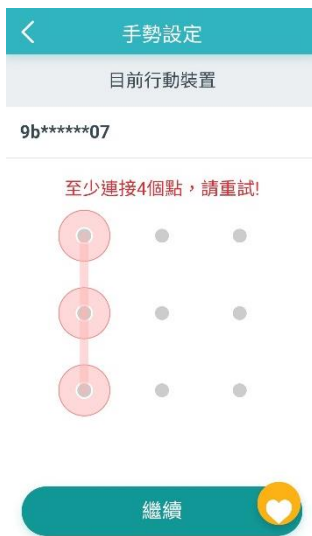 手勢設定
目前行動裝置
9b******07
至少連接4個點，請重試!
繼續